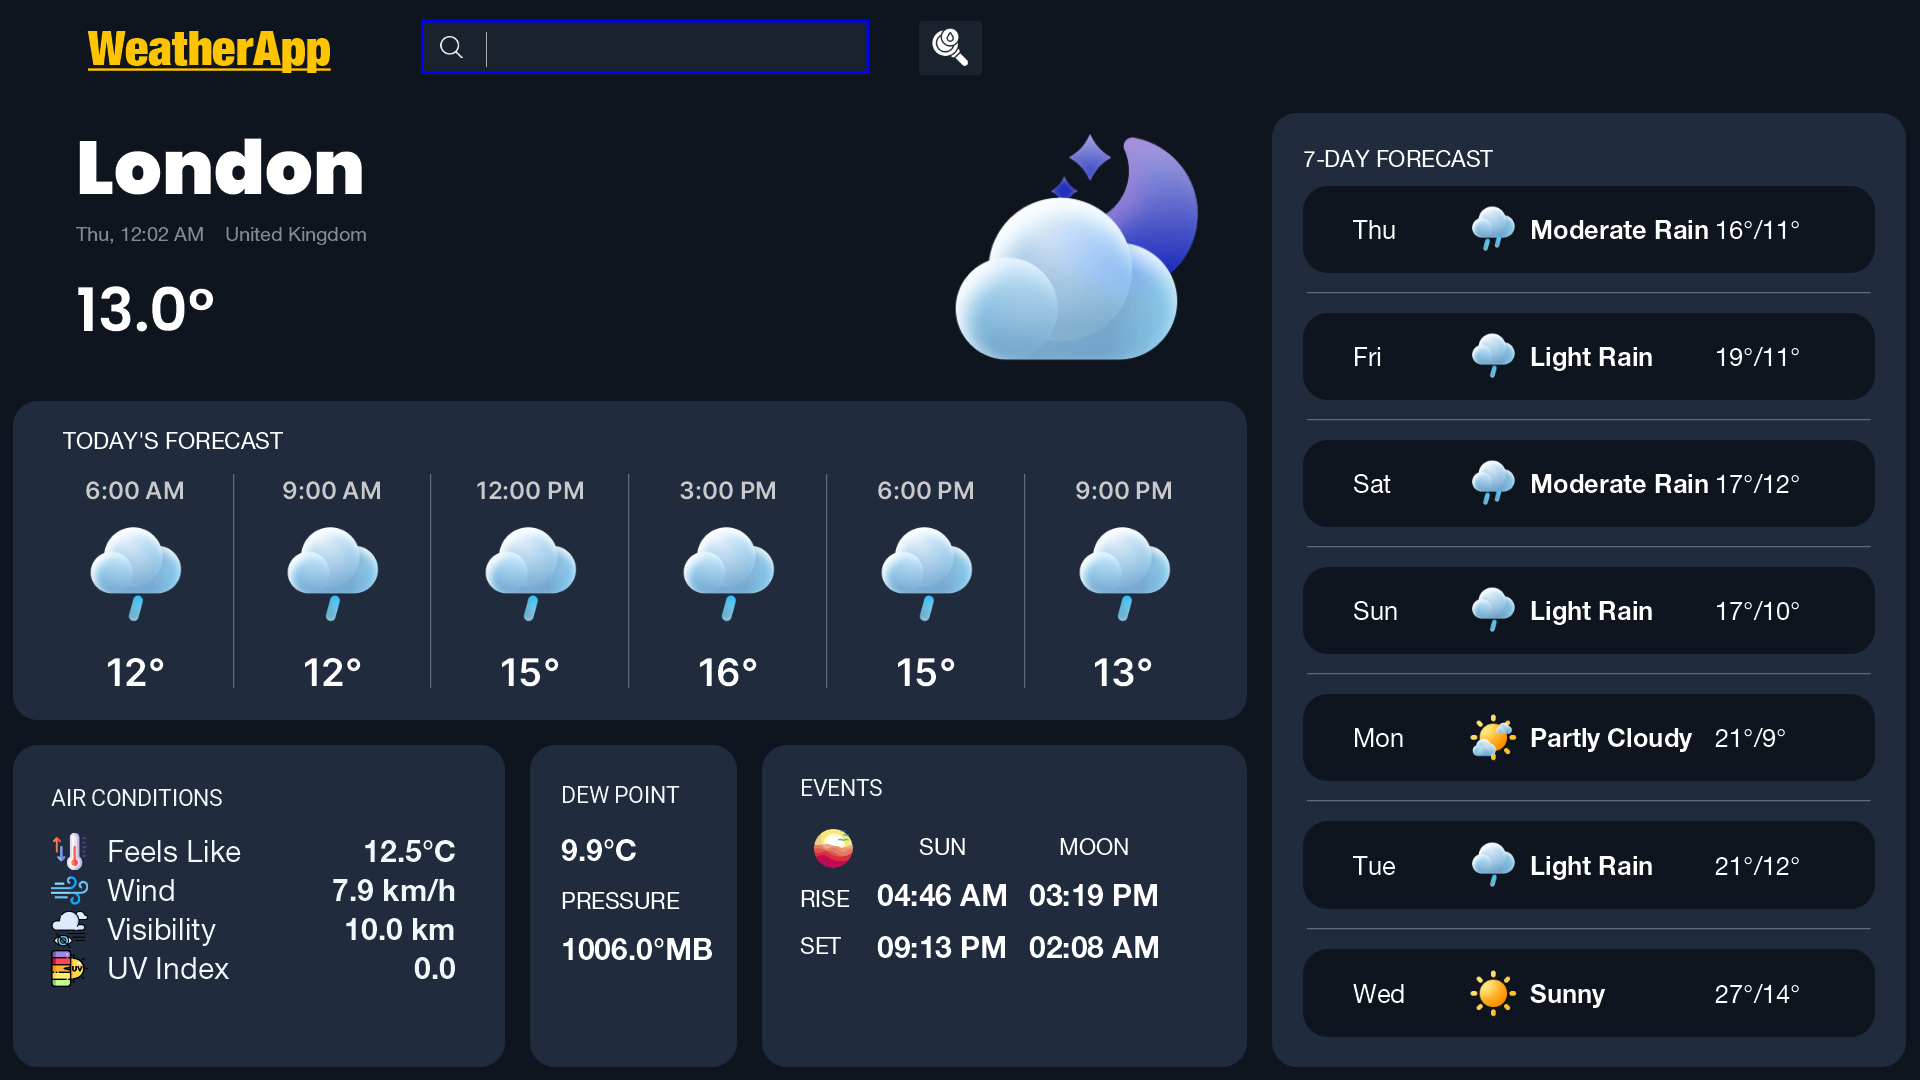 WeatherApp
London
Thu, 12:02 AM United Kingdom
13.0°
TODAY'S FORECAST
6:00 AM 9:00 AM 12:00 PM 3:00 PM 6:00 PM 9:00 PM
12° 12° 15° 16° 15° 13°
AIR CONDITIONS
Feels Like 12.5°C
Wind 7.9 km/h
Visibility 10.0 km
UV Index 0.0
UV
DEW POINT
9.9°C
PRESSURE
1006.0°MB
EVENTS
SUN MOON
RISE 04:46 AM 03:19 PM
SET 09:13 PM 02:08 AM
7-DAY FORECAST
Thu Moderate Rain 16°/11°
Fri Light Rain 19°/11°
Sat Moderate Rain 17°/12°
Sun Light Rain 17°/10°
Mon Partly Cloudy 21°/9°
Tue Light Rain 21°/12°
Wed Sunny 27°/14°